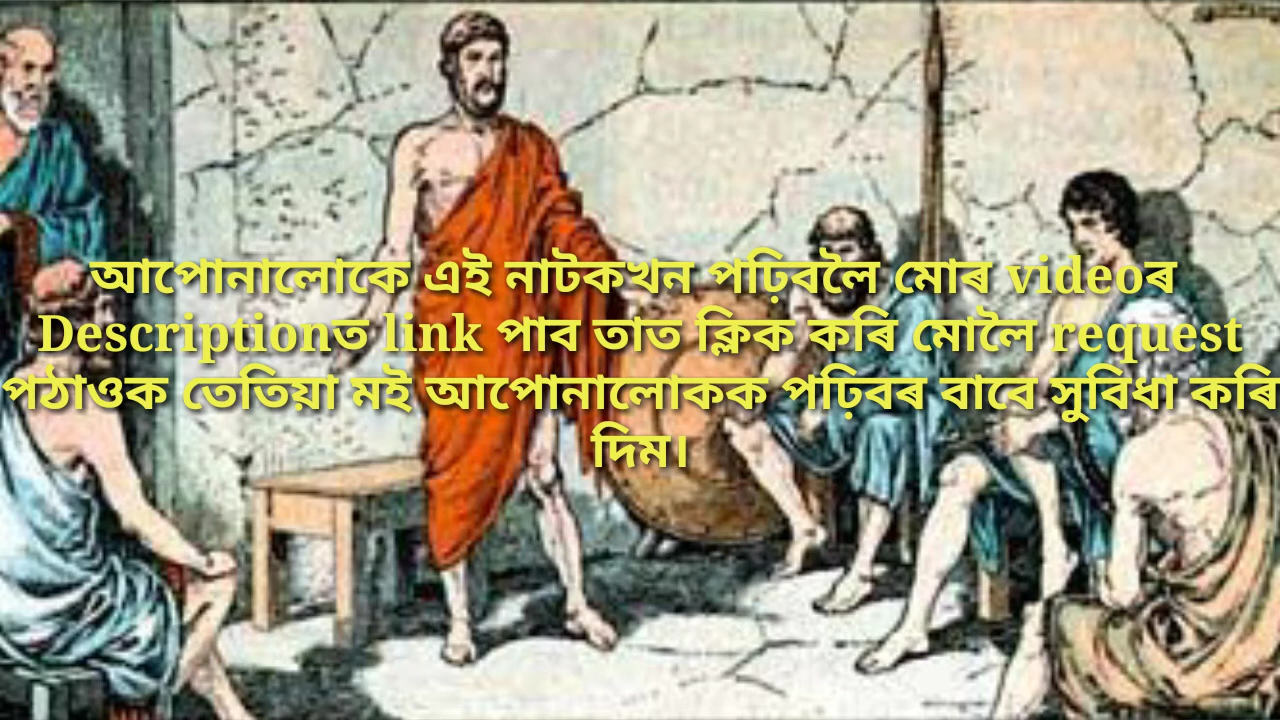 আপোনালোকে এই নাটকখন পঢ়িবলৈ মোৰ videoৰ
Descriptionত link পাব তাত ক্লিক কৰি মোলৈ request
পঠাওক তেতিয়া মই আপোনালোকক পঢ়িবৰ বাবে সুবিধা কৰি
দিম।